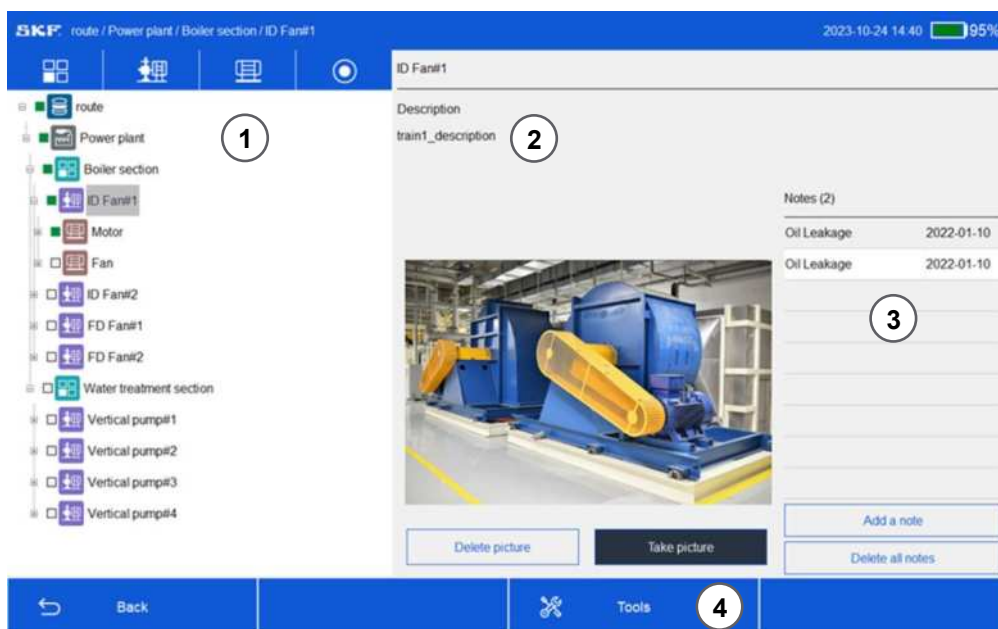 SKF route / Power plant / Boiler section / ID Fan#1
2023-10-24 14:40 95%
ID Fan#1
Description
train1_description
route
Power plant
Boiler section
ID Fan#1
Motor
Fan
ID Fan#2
FD Fan#1
FD Fan#2
Water treatment section
Vertical pump#1
Vertical pump#2
Vertical pump#3
Vertical pump#4
1
2
Notes (2)
Oil Leakage 2022-01-10
Oil Leakage 2022-01-10
3
Add a note
Delete all notes
Delete picture
Take picture
Back
Tools
4